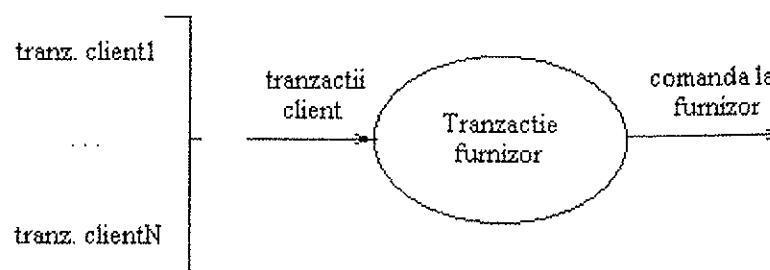 tranz. client1
. . .
tranz. clientN
tranzactii
client
Tranzactie
furnizor
comanda la
furnizor